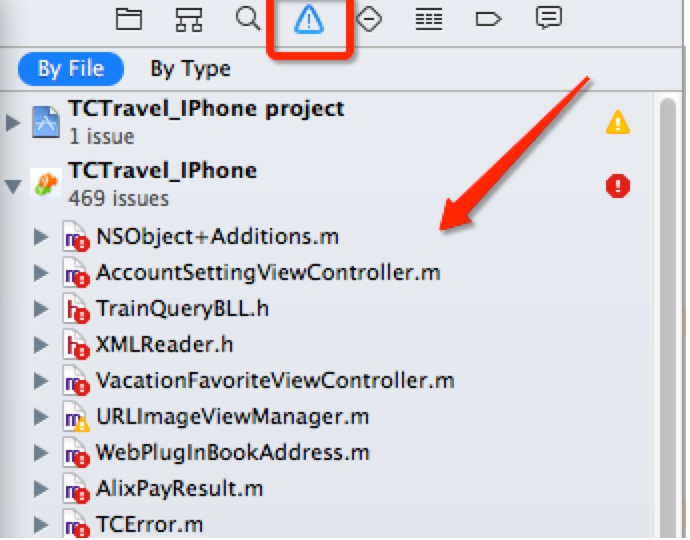 By File
By Type
TCTravel_IPhone project
1 issue
TCTravel_IPhone
469 issues
NSObject+Additions.m
AccountSettingViewController.m
TrainQueryBLL.h
XMLReader.h
VacationFavoriteViewController.m
URLImageViewManager.m
WebPlugInBookAddress.m
AlixPayResult.m
TCError.m